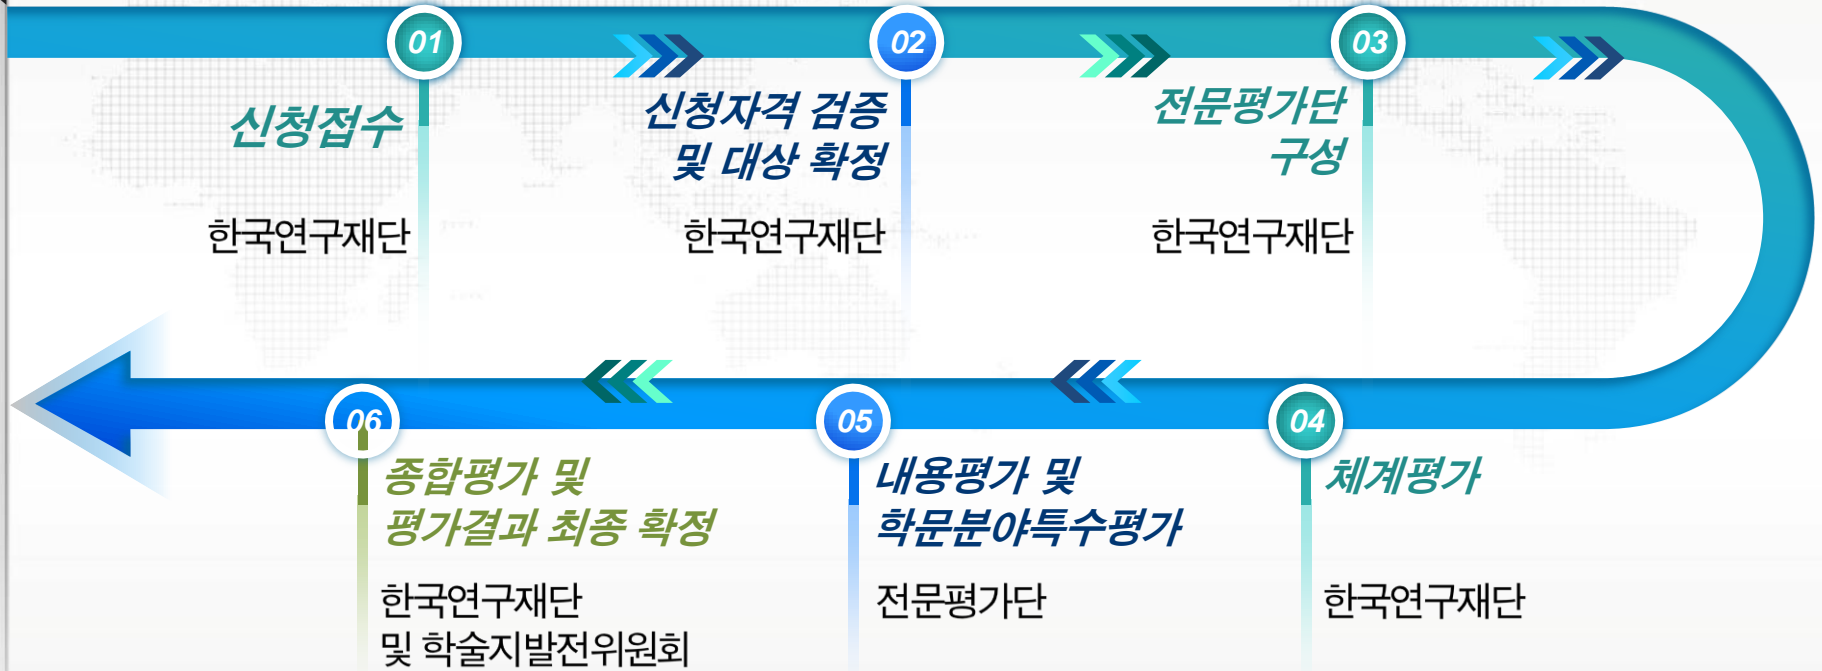 01
신청접수
한국연구재단
02
신청자격 검증
및 대상 확정
한국연구재단
03
전문평가단
구성
한국연구재단
04
체계평가
한국연구재단
05
내용평가 및
학문분야특수평가
전문평가단
06
종합평가 및
평가결과 최종 확정
한국연구재단
및 학술지발전위원회